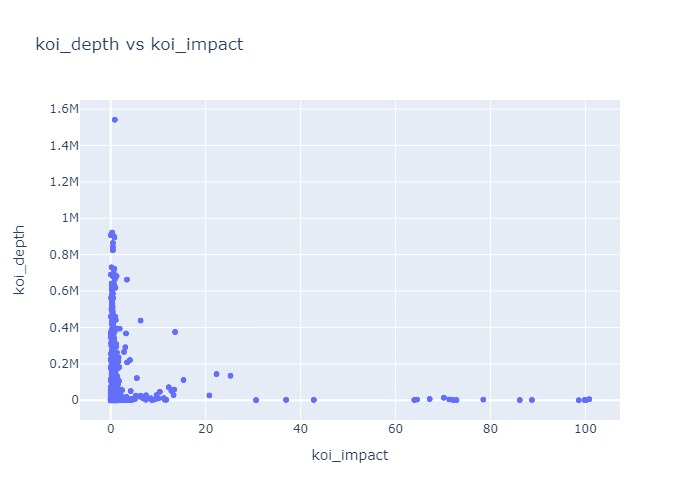 koi_depth vs koi_impact
koi_depth
1.6M
1.4M
1.2M
1M
0.8M
0.6M
0.4M
0.2M
0
0 20 40 60 80 100
koi_impact